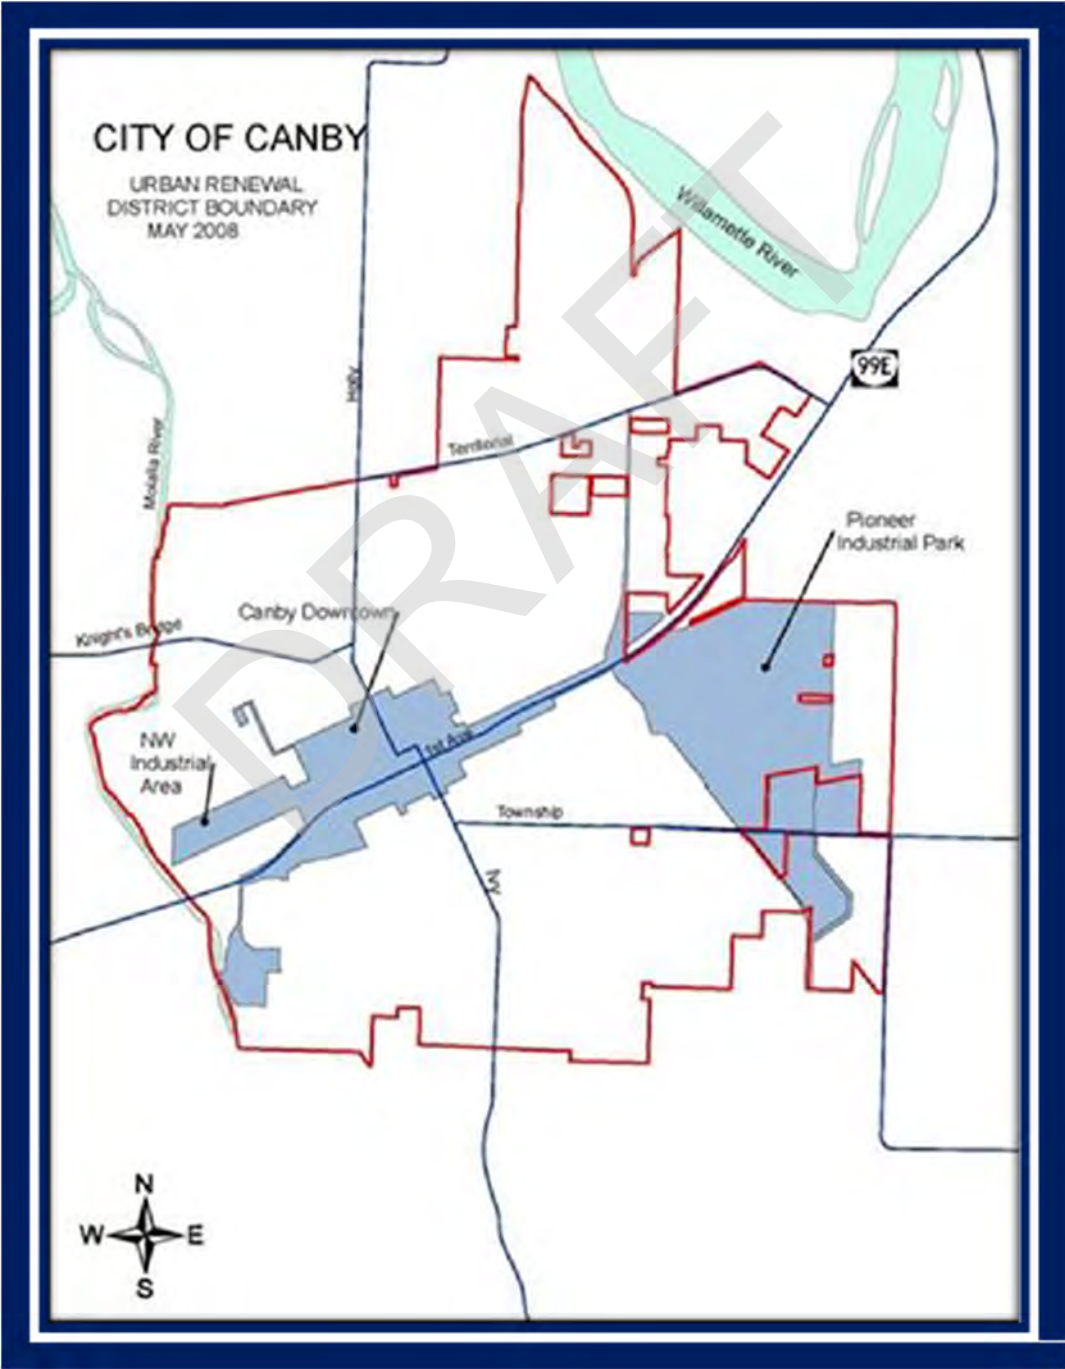 CITY OF CANBY
URBAN RENEWAL
DISTRICT BOUNDARY
MAY 2008
Willamette River
99E
Holly
Territorial
Molalla River
Pioneer
Industrial Park
Canby Downtown
Knight's Bridge
NW
Industrial
Area
1st Ave
Township
IVY
N
W E
S
DRAFT